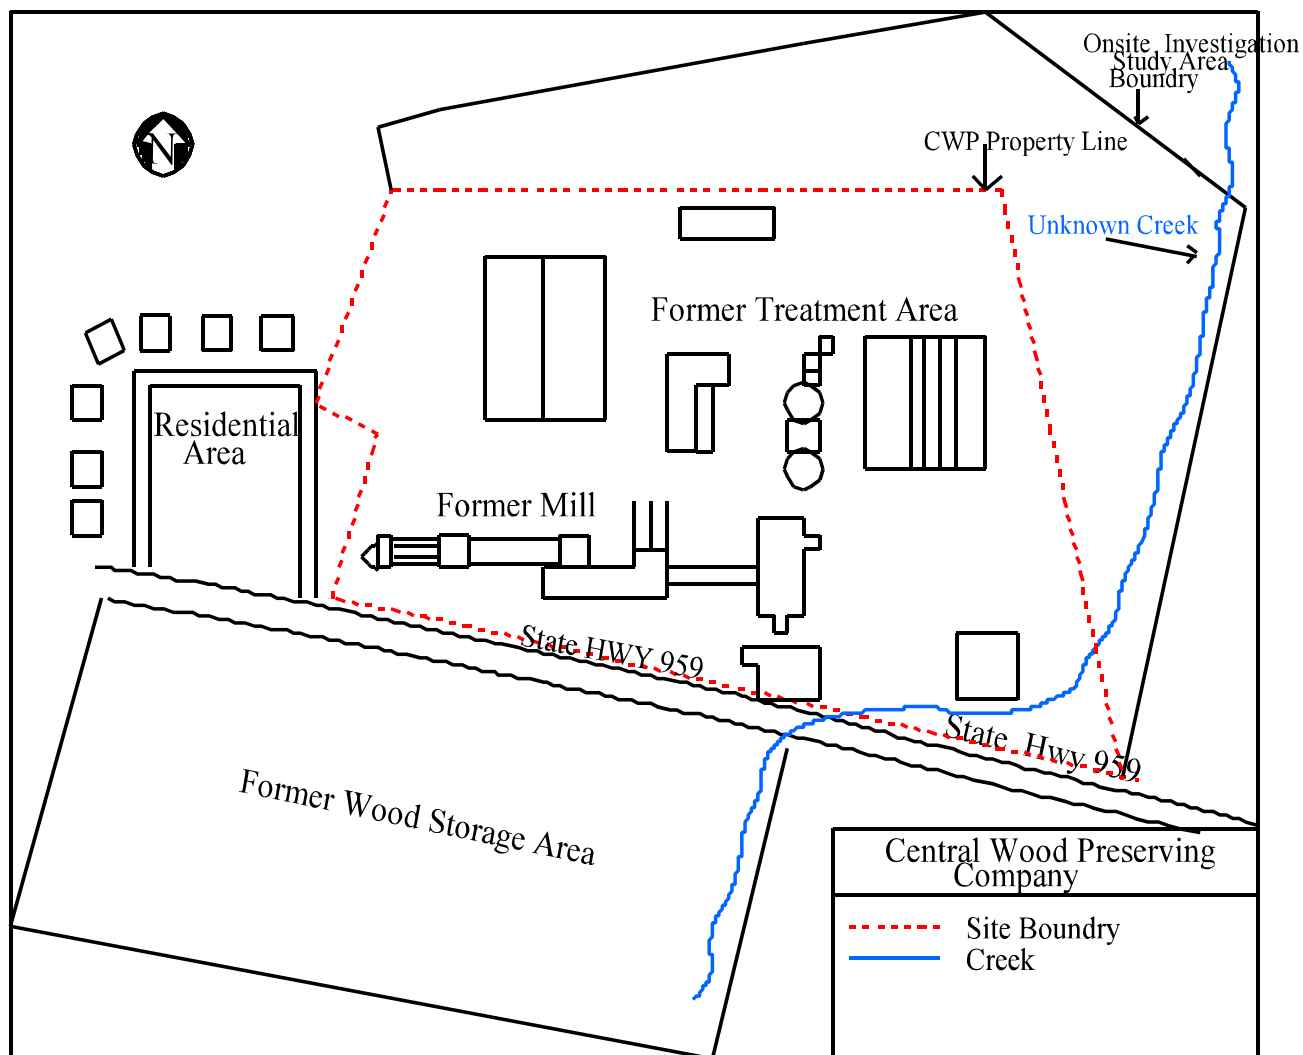 Onsite Investigation
Study Area
Boundry
CWP Property Line
N
Unknown Creek
Former Treatment Area
Residential
Area
Former Mill
State HWY 959
State Hwy 959
Former Wood Storage Area
Central Wood Preserving
Company
Site Boundry
Creek